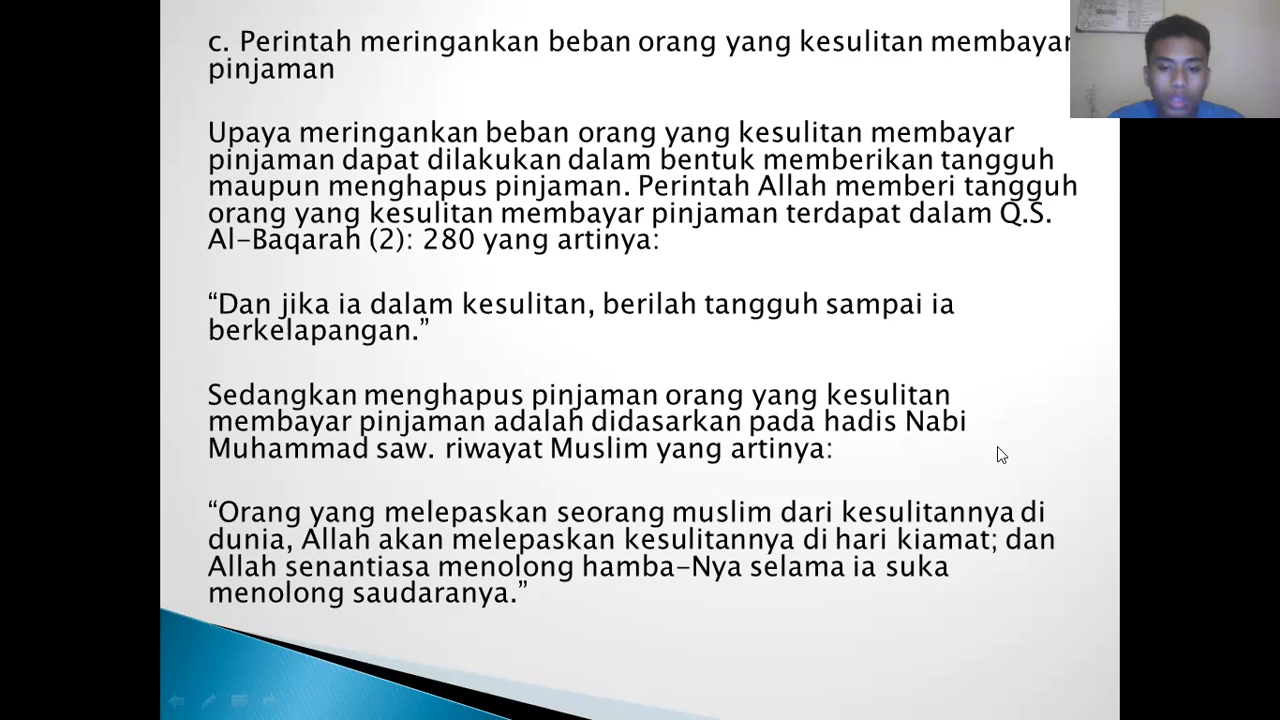 c. Perintah meringankan beban orang yang kesulitan membayar
pinjaman
Upaya meringankan beban orang yang kesulitan membayar
pinjaman dapat dilakukan dalam bentuk memberikan tangguh
maupun menghapus pinjaman. Perintah Allah memberi tangguh
orang yang kesulitan membayar pinjaman terdapat dalam Q.S.
Al-Baqarah (2): 280 yang artinya:
“Dan jika ia dalam kesulitan, berilah tangguh sampai ia
berkelapangan.”
Sedangkan menghapus pinjaman orang yang kesulitan
membayar pinjaman adalah didasarkan pada hadis Nabi
Muhammad saw. riwayat Muslim yang artinya:
“Orang yang melepaskan seorang muslim dari kesulitannya di
dunia, Allah akan melepaskan kesulitannya di hari kiamat; dan
Allah senantiasa menolong hamba-Nya selama ia suka
menolong saudaranya.”